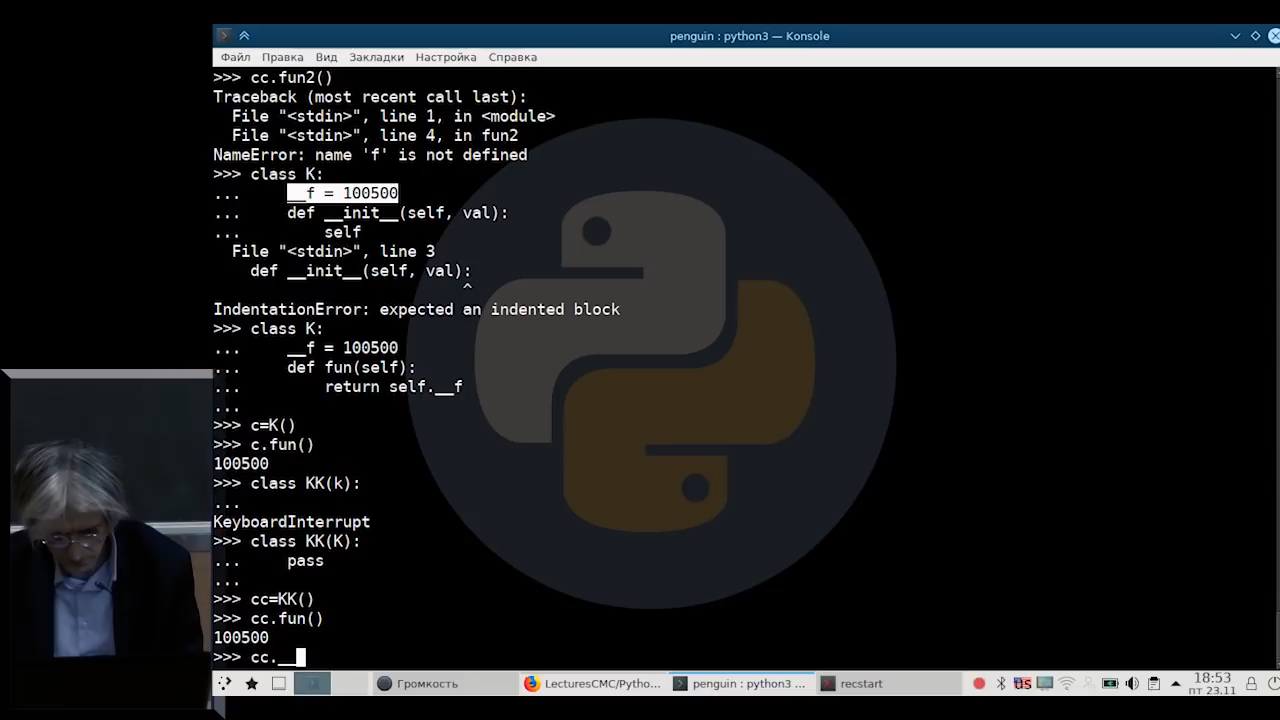 penguin : python3 — Konsole
Файл Правка Вид Закладки Настройка Справка
>>> cc.fun2()
Traceback (most recent call last):
  File "<stdin>", line 1, in <module>
  File "<stdin>", line 4, in fun2
NameError: name 'f' is not defined
>>> class K:
...     __f = 100500
...     def __init__(self, val):
...         self
  File "<stdin>", line 3
    def __init__(self, val):
                           ^
IndentationError: expected an indented block
>>> class K:
...     __f = 100500
...     def fun(self):
...         return self.__f
...
>>> c=K()
>>> c.fun()
100500
>>> class KK(k):
...
KeyboardInterrupt
>>> class KK(K):
...     pass
...
>>> cc=KK()
>>> cc.fun()
100500
>>> cc.__
Громкость LecturesCMC/Pytho... penguin : python3 ... recstart us 18:53
пт 23.11